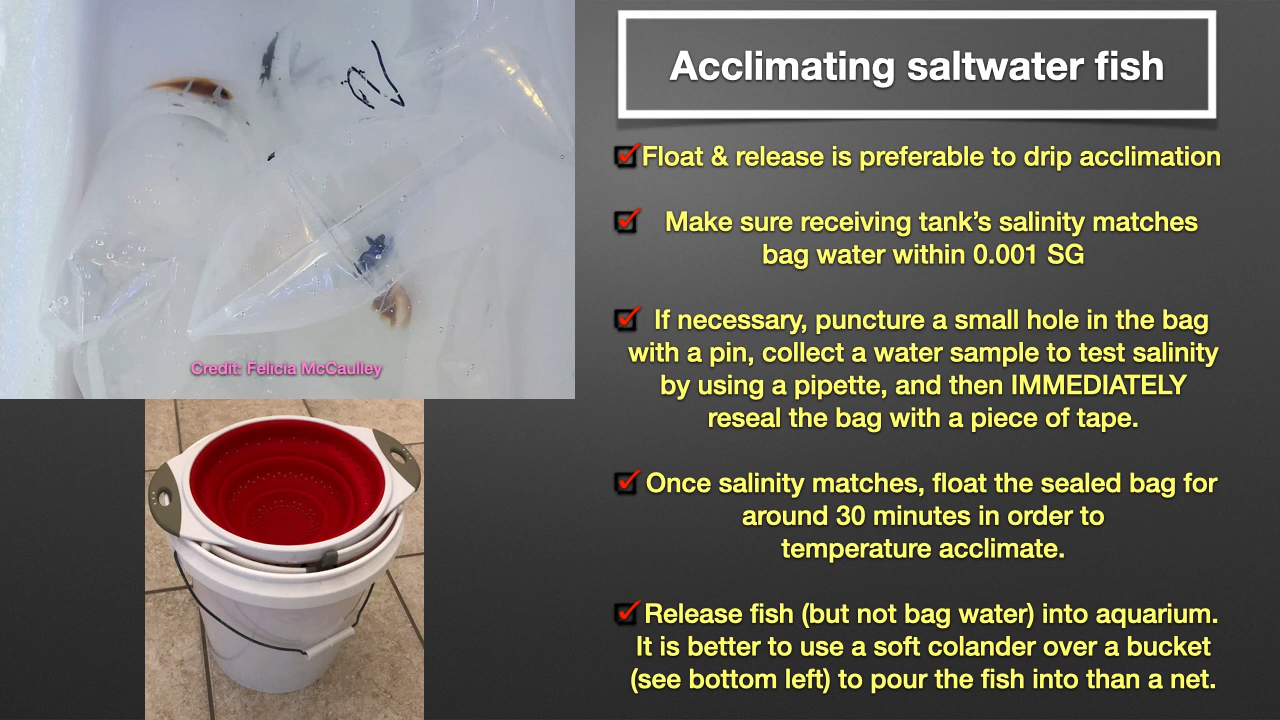 Acclimating saltwater fish
Float & release is preferable to drip acclimation
Make sure receiving tank’s salinity matches
bag water within 0.001 SG
If necessary, puncture a small hole in the bag
with a pin, collect a water sample to test salinity
by using a pipette, and then IMMEDIATELY
reseal the bag with a piece of tape.
Once salinity matches, float the sealed bag for
around 30 minutes in order to
temperature acclimate.
Release fish (but not bag water) into aquarium.
It is better to use a soft colander over a bucket
(see bottom left) to pour the fish into than a net.
Credit: Felicia McCaulley